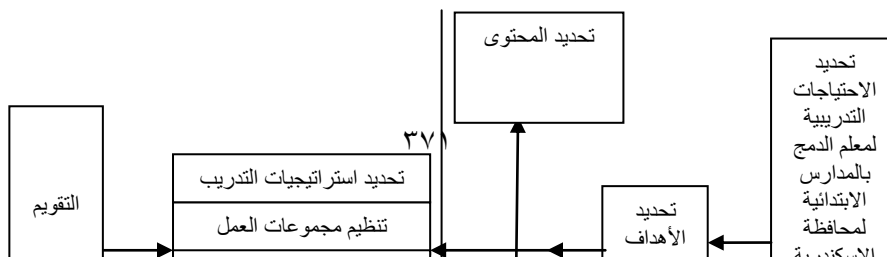 تحديد
الاحتياجات
التدريبية
لمعلم الدمج
بالمدارس
الابتدائية
لمحافظة
الإسكندرية
تحديد
الأهداف
تحديد المحتوى
٣٧١
تحديد استراتيجيات التدريب
تنظيم مجموعات العمل
التقويم